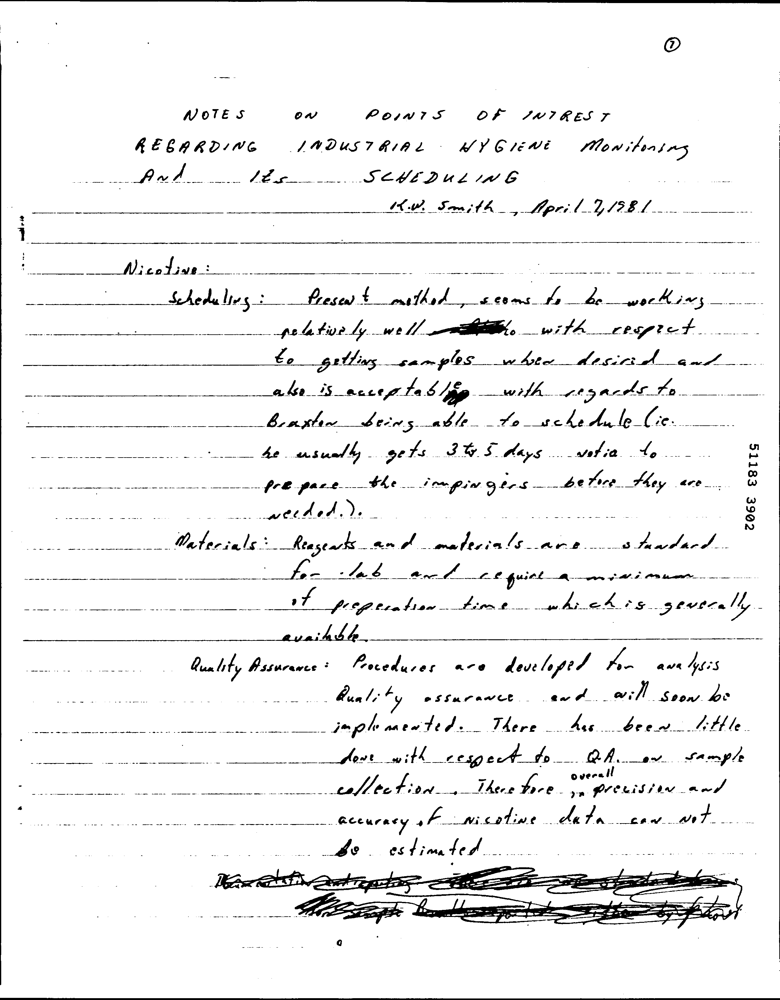 7
NOTES ON POINTS OF INTREST
REGARDING INDUSTRIAL HYGIENE Monitoring
And Its SCHEDULING
K.W. Smith, April 7, 1981
Nicotine:
Scheduling: Present method, seems to be working
relatively well with respect
to getting samples when desired and
also is acceptable with regards to
Braxton being able to schedule (ie.
he usually gets 3 to 5 days notice to
prepare the impingers before they are
needed.).
Materials: Reagents and materials are standard
for lab and require a minimum
of preperation time which is generally
available.
Quality Assurance: Procedures are developed for analysis
Quality assurance and will soon be
implemented. There has been little
done with respect to Q.A. on sample
collection. Therefore overall precision and
accuracy of nicotine data can not
be estimated
51183 3902